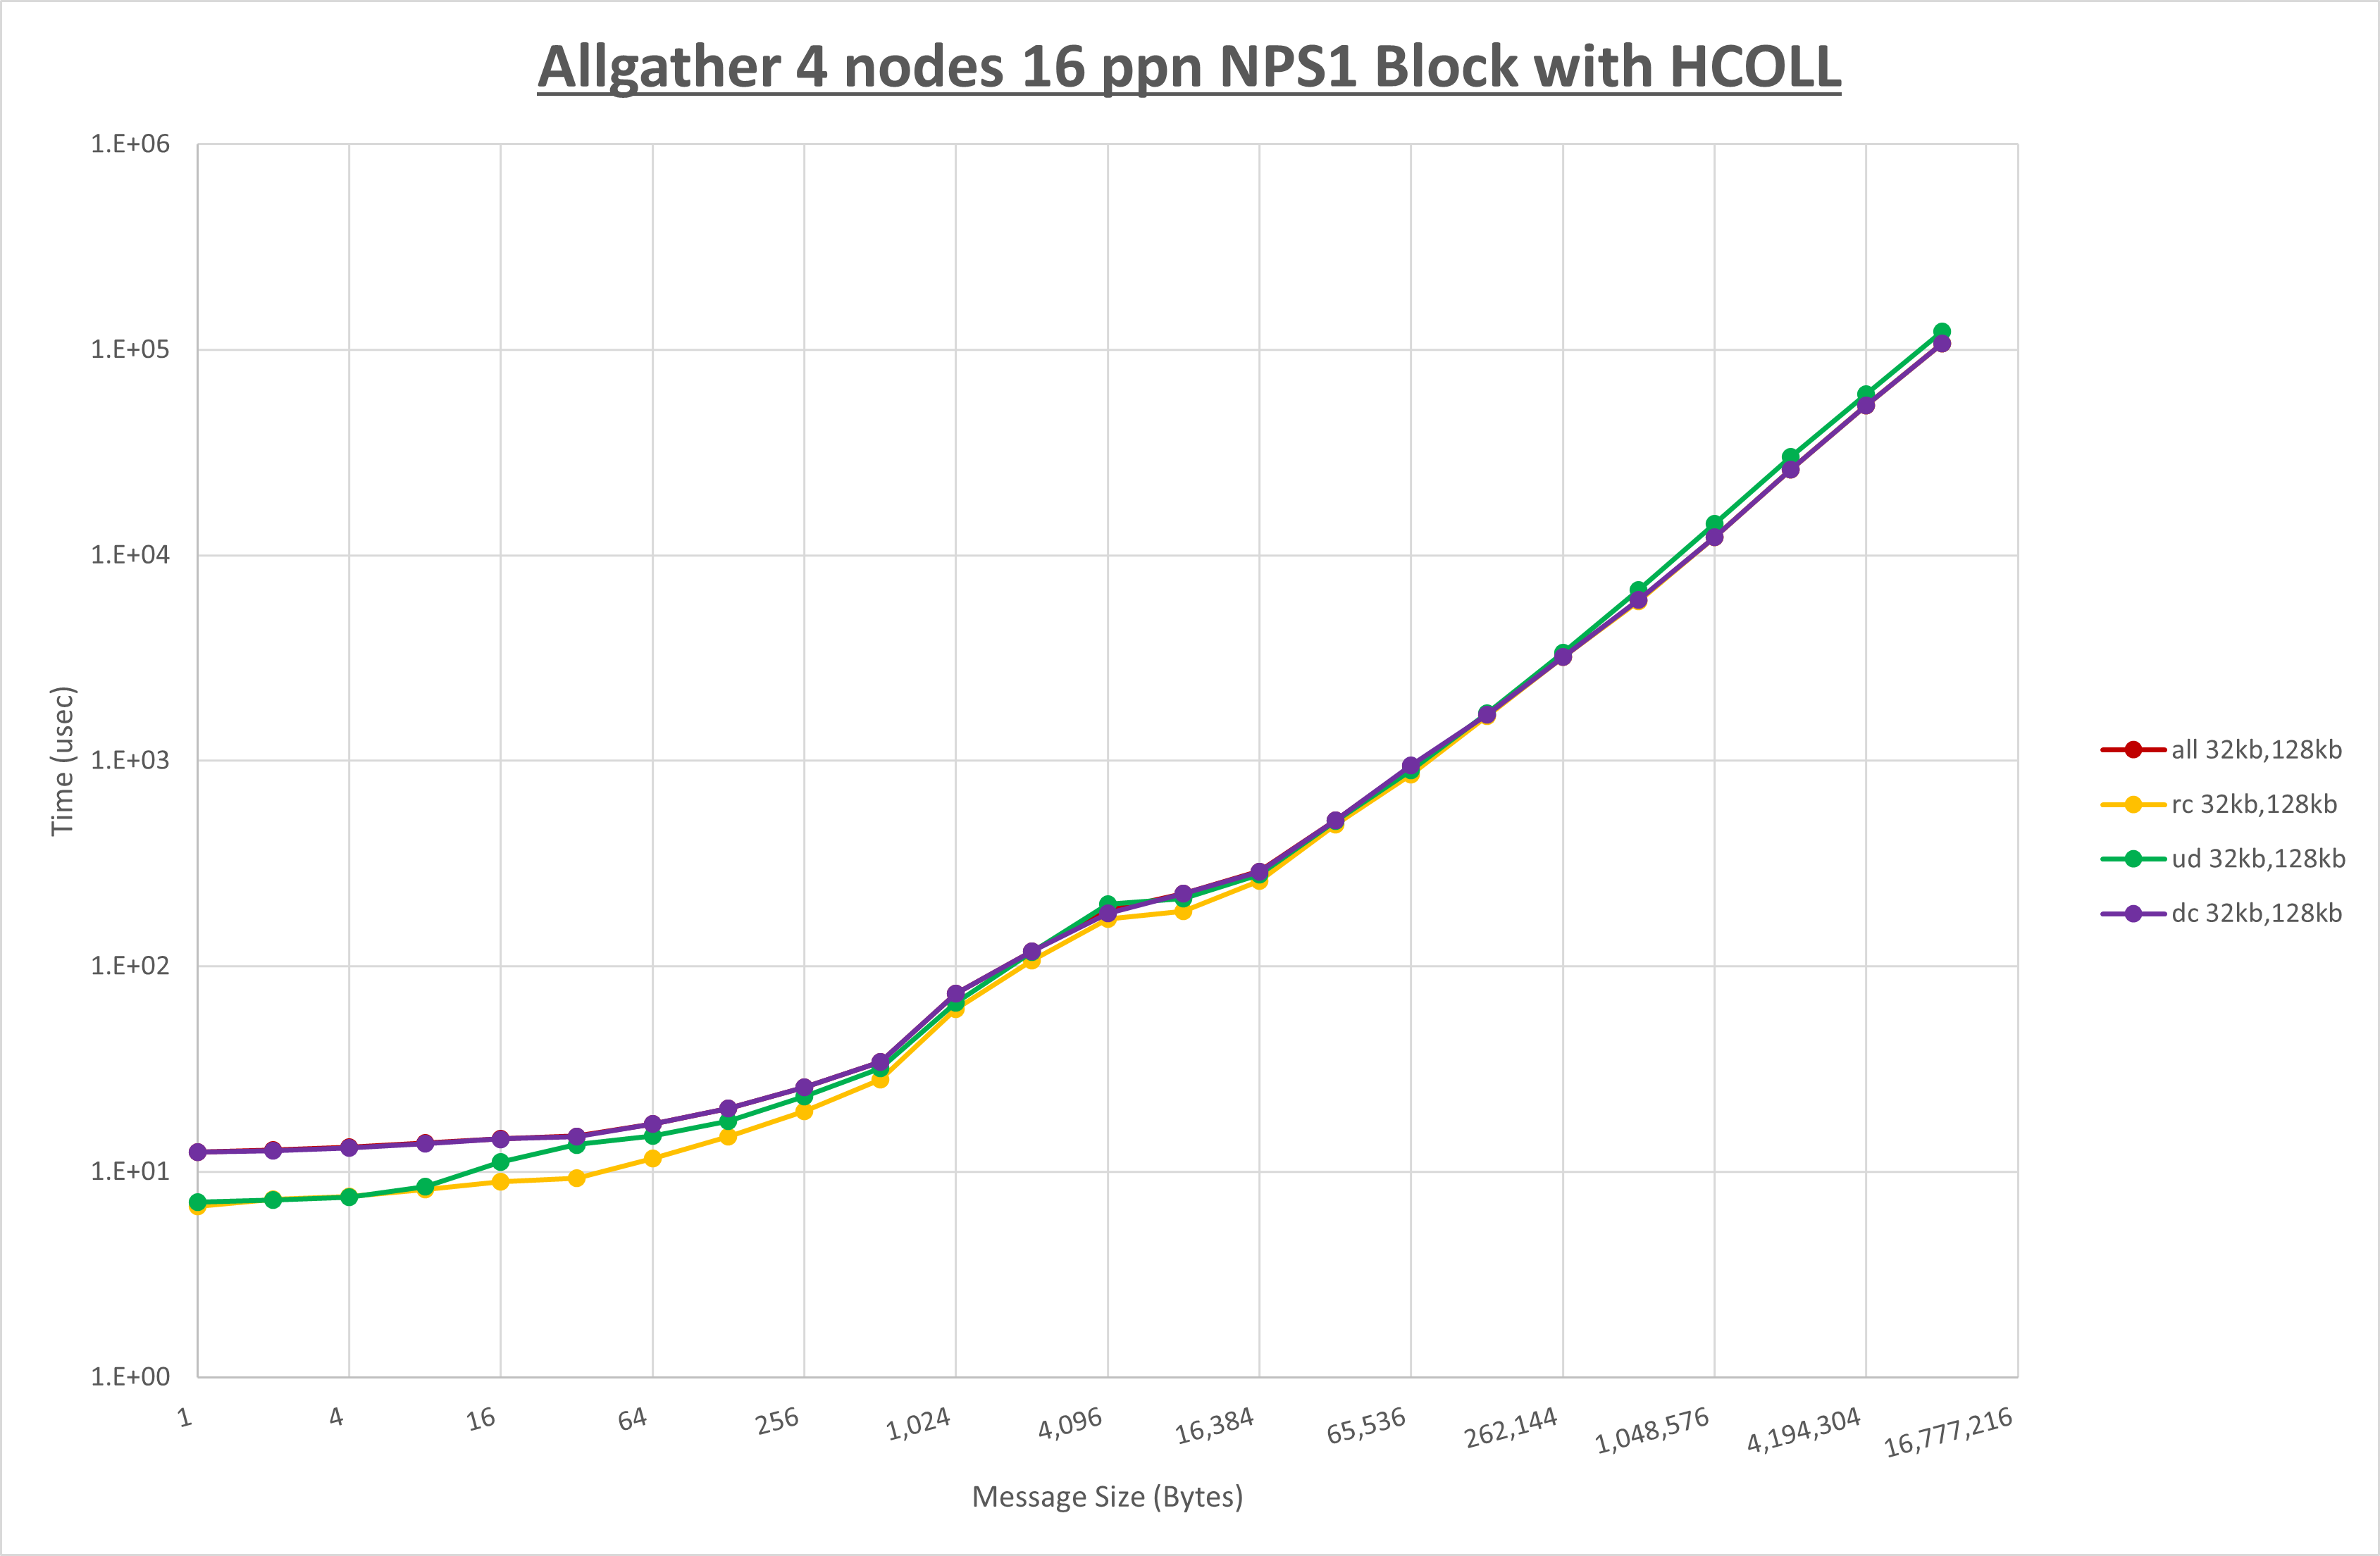 Allgather 4 nodes 16 ppn NPS1 Block with HCOLL
1.E+06
1.E+05
1.E+04
1.E+03
1.E+02
1.E+01
1.E+00
Time (usec)
1
4
16
64
256
1,024
4,096
16,384
65,536
262,144
1,048,576
4,194,304
16,777,216
Message Size (Bytes)
all 32kb,128kb
rc 32kb,128kb
ud 32kb,128kb
dc 32kb,128kb